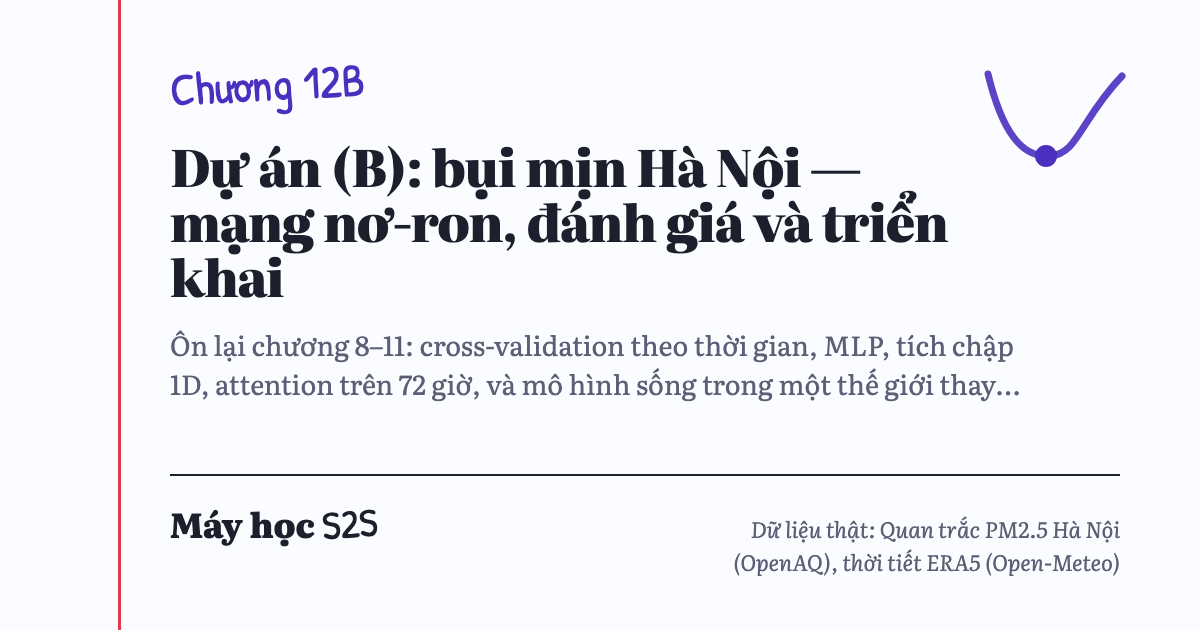 Chương 12B
Dự án (B): bụi mịn Hà Nội —
mạng nơ-ron, đánh giá và triển
khai
Ôn lại chương 8–11: cross-validation theo thời gian, MLP, tích chập
1D, attention trên 72 giờ, và mô hình sống trong một thế giới thay…
Máy học S2S
Dữ liệu thật: Quan trắc PM2.5 Hà Nội
(OpenAQ), thời tiết ERA5 (Open-Meteo)